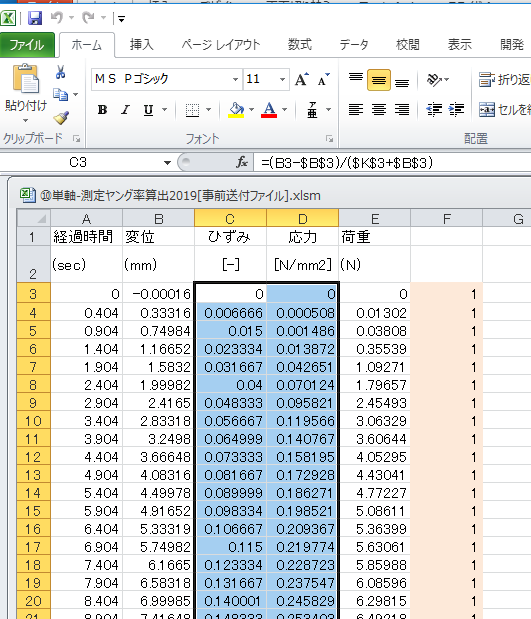 ファイル ホーム 挿入 ページ レイアウト 数式 データ 校閲 表示 開発
貼り付け
ＭＳ Ｐゴシック 11
A A
折り返
B I U A 亜
セルを
クリップボード フォント 配置
C3 fx =(B3-$B$3)/($K$3+$B$3)
⑩単軸-測定ヤング率算出2019[事前送付ファイル].xlsm
A B C D E F G
1 経過時間 変位 ひずみ 応力 荷重
2 (sec) (mm) [-] [N/mm2] (N)
3 0 -0.00016 0 0 0 1
4 0.404 0.33316 0.006666 0.000508 0.01302 1
5 0.904 0.74984 0.015 0.001486 0.03808 1
6 1.404 1.16652 0.023334 0.013872 0.35539 1
7 1.904 1.5832 0.031667 0.042651 1.09271 1
8 2.404 1.99982 0.04 0.070124 1.79657 1
9 2.904 2.4165 0.048333 0.095821 2.45493 1
10 3.404 2.83318 0.056667 0.119566 3.06329 1
11 3.904 3.2498 0.064999 0.140767 3.60644 1
12 4.404 3.66648 0.073333 0.158195 4.05295 1
13 4.904 4.08316 0.081667 0.172928 4.43041 1
14 5.404 4.49978 0.089999 0.186271 4.77227 1
15 5.904 4.91652 0.098334 0.198521 5.08611 1
16 6.404 5.33319 0.106667 0.209367 5.36399 1
17 6.904 5.74982 0.115 0.219774 5.63061 1
18 7.404 6.1665 0.123334 0.228723 5.85988 1
19 7.904 6.58318 0.131667 0.237547 6.08596 1
20 8.404 6.99985 0.140001 0.245829 6.29815 1
21 8.904 7.41648 0.148333 0.253403 6.49218 1